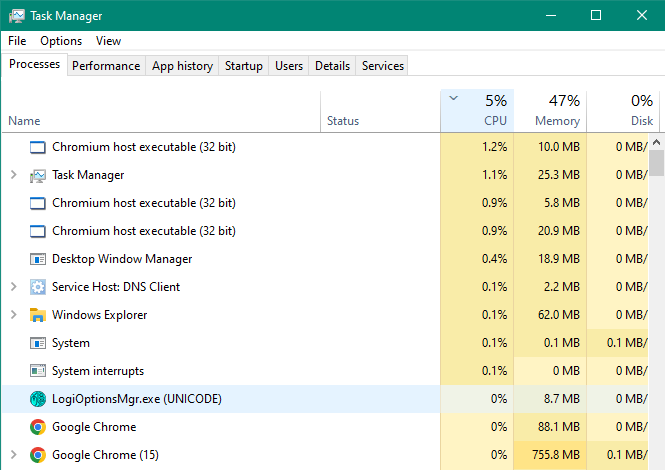 Task Manager
File Options View
Processes Performance App history Startup Users Details Services
5% 47% 0%
Name Status CPU Memory Disk
Chromium host executable (32 bit) 1.2% 10.0 MB 0 MB/
Task Manager 1.1% 25.3 MB 0 MB/
Chromium host executable (32 bit) 0.9% 5.8 MB 0 MB/
Chromium host executable (32 bit) 0.9% 20.9 MB 0 MB/
Desktop Window Manager 0.4% 18.9 MB 0 MB/
Service Host: DNS Client 0.1% 2.2 MB 0 MB/
Windows Explorer 0.1% 62.0 MB 0 MB/
System 0.1% 0.1 MB 0.1 MB/
System interrupts 0.1% 0 MB 0 MB/
LogiOptionsMgr.exe (UNICODE) 0% 8.7 MB 0 MB/
Google Chrome 0% 88.1 MB 0 MB/
Google Chrome (15) 0% 755.8 MB 0.1 MB/